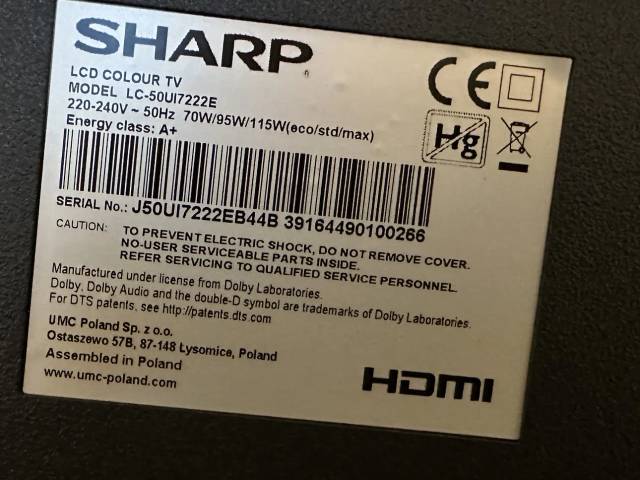 SHARP
LCD COLOUR TV
MODEL LC-50UI7222E
220-240V ~ 50Hz 70W/95W/115W(eco/std/max)
Energy class: A+
CE
Hg
SERIAL No.: J50UI7222EB44B 39164490100266
CAUTION: TO PREVENT ELECTRIC SHOCK, DO NOT REMOVE COVER.
NO-USER SERVICEABLE PARTS INSIDE.
REFER SERVICING TO QUALIFIED SERVICE PERSONNEL.
Manufactured under license from Dolby Laboratories.
Dolby, Dolby Audio and the double-D symbol are trademarks of Dolby Laboratories.
For DTS patents, see http://patents.dts.com
UMC Poland Sp. z o.o.
Ostaszewo 57B, 87-148 Łysomice, Poland
Assembled in Poland
www.umc-poland.com
HDMI